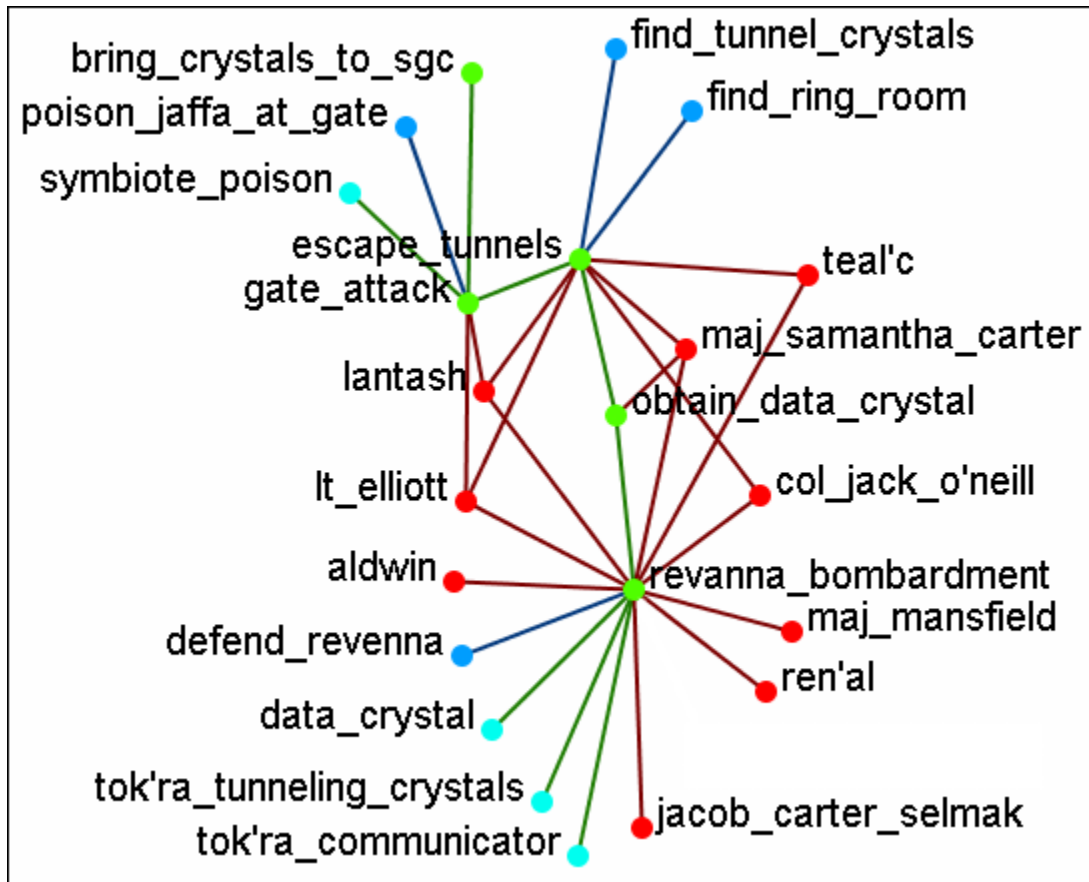 find_tunnel_crystals
bring_crystals_to_sgc
find_ring_room
poison_jaffa_at_gate
symbiote_poison
escape_tunnels
teal'c
gate_attack
maj_samantha_carter
lantash
obtain_data_crystal
col_jack_o'neill
lt_elliott
aldwin
revanna_bombardment
maj_mansfield
defend_revenna
ren'al
data_crystal
tok'ra_tunneling_crystals
jacob_carter_selmak
tok'ra_communicator